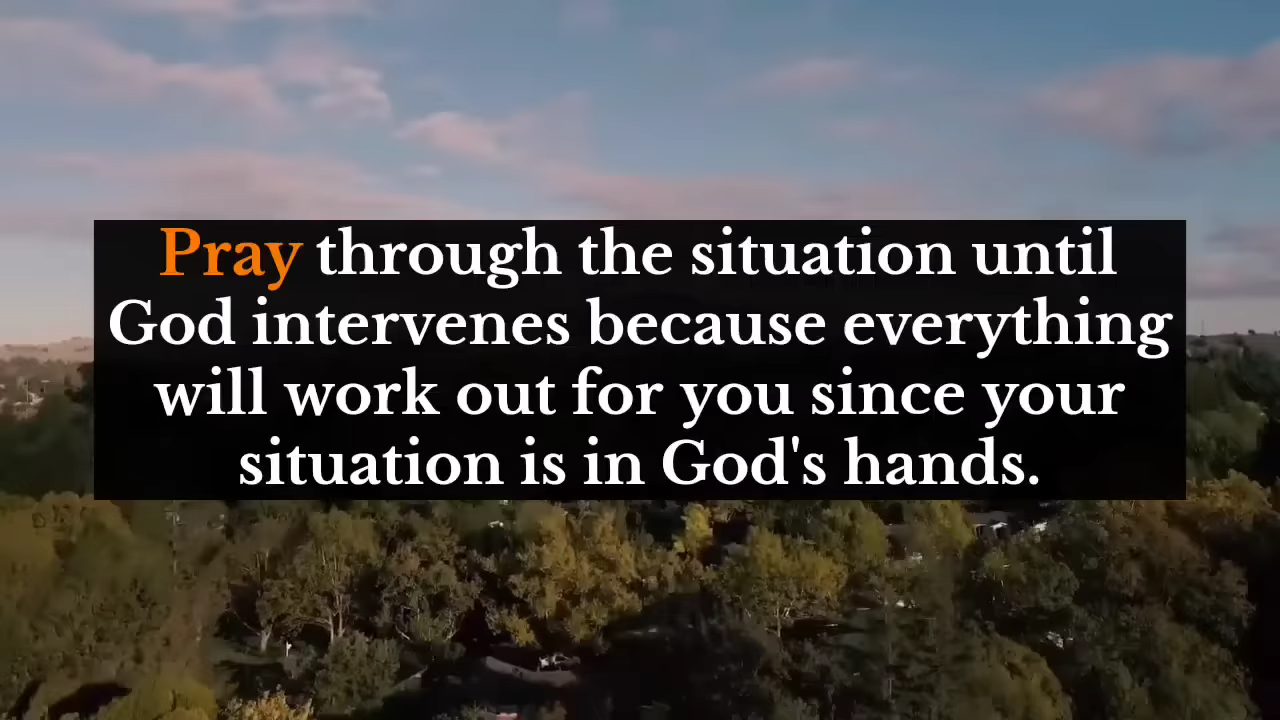 Pray through the situation until
God intervenes because everything
will work out for you since your
situation is in God's hands.